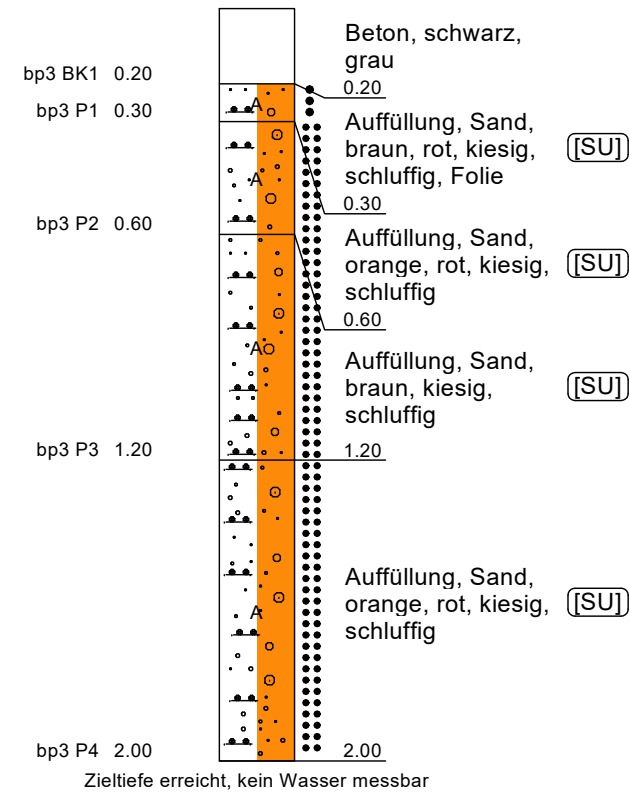 Beton, schwarz,
grau
bp3 BK1 0.20
0.20
bp3 P1 0.30
A
Auffüllung, Sand,
braun, rot, kiesig,
schluffig, Folie
[SU]
A
0.30
bp3 P2 0.60
Auffüllung, Sand,
orange, rot, kiesig,
schluffig
[SU]
0.60
A
Auffüllung, Sand,
braun, kiesig,
schluffig
[SU]
bp3 P3 1.20
1.20
Auffüllung, Sand,
orange, rot, kiesig,
schluffig
[SU]
A
bp3 P4 2.00
2.00
Zieltiefe erreicht, kein Wasser messbar